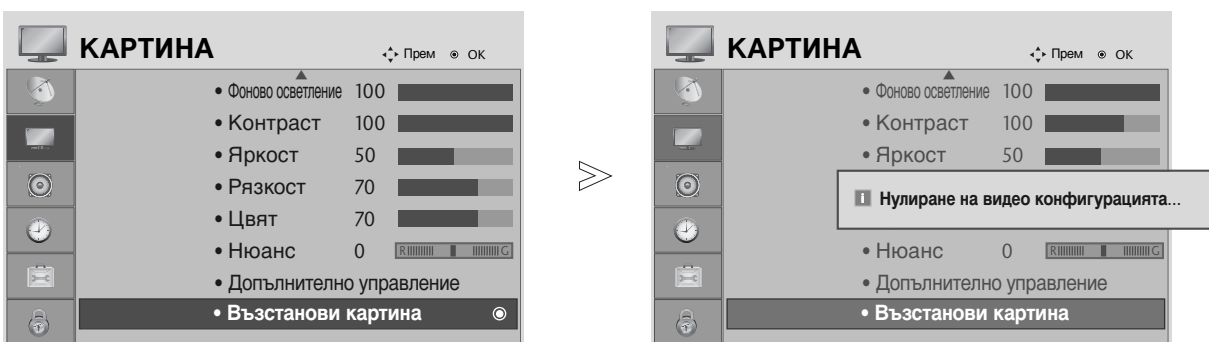 КАРТИНА Прем OK
• Фоново осветление 100
• Контраст 100
• Яркост 50
• Рязкост 70
• Цвят 70
• Нюанс 0 R G
• Допълнително управление
• Възстанови картина
КАРТИНА Прем OK
• Фоново осветление 100
• Контраст 100
• Яркост 50
i Нулиране на видео конфигурацията...
• Нюанс 0 R G
• Допълнително управление
• Възстанови картина